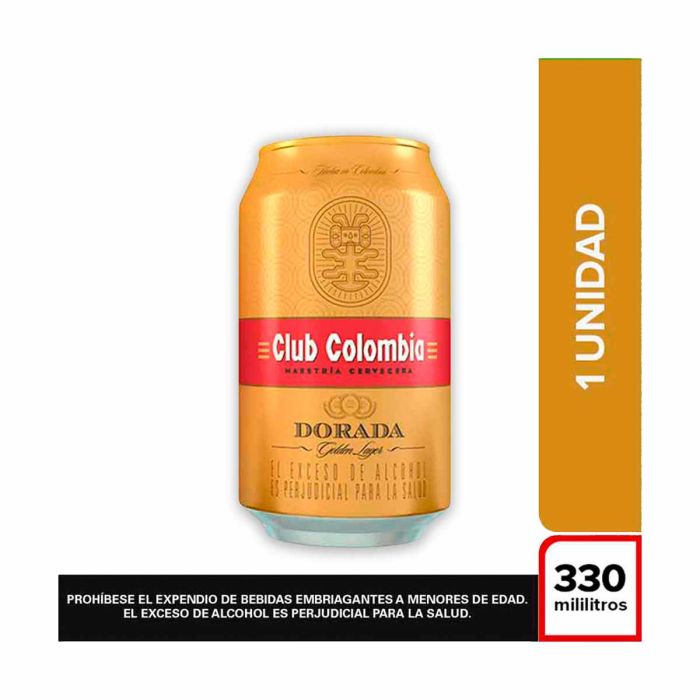 Hecha en Colombia
Club Colombia
MAESTRÍA CERVECERA
DORADA
Golden Lager
EL EXCESO DE ALCOHOL
ES PERJUDICIAL PARA LA SALUD
1 UNIDAD
330
mililitros
PROHÍBESE EL EXPENDIO DE BEBIDAS EMBRIAGANTES A MENORES DE EDAD.
EL EXCESO DE ALCOHOL ES PERJUDICIAL PARA LA SALUD.